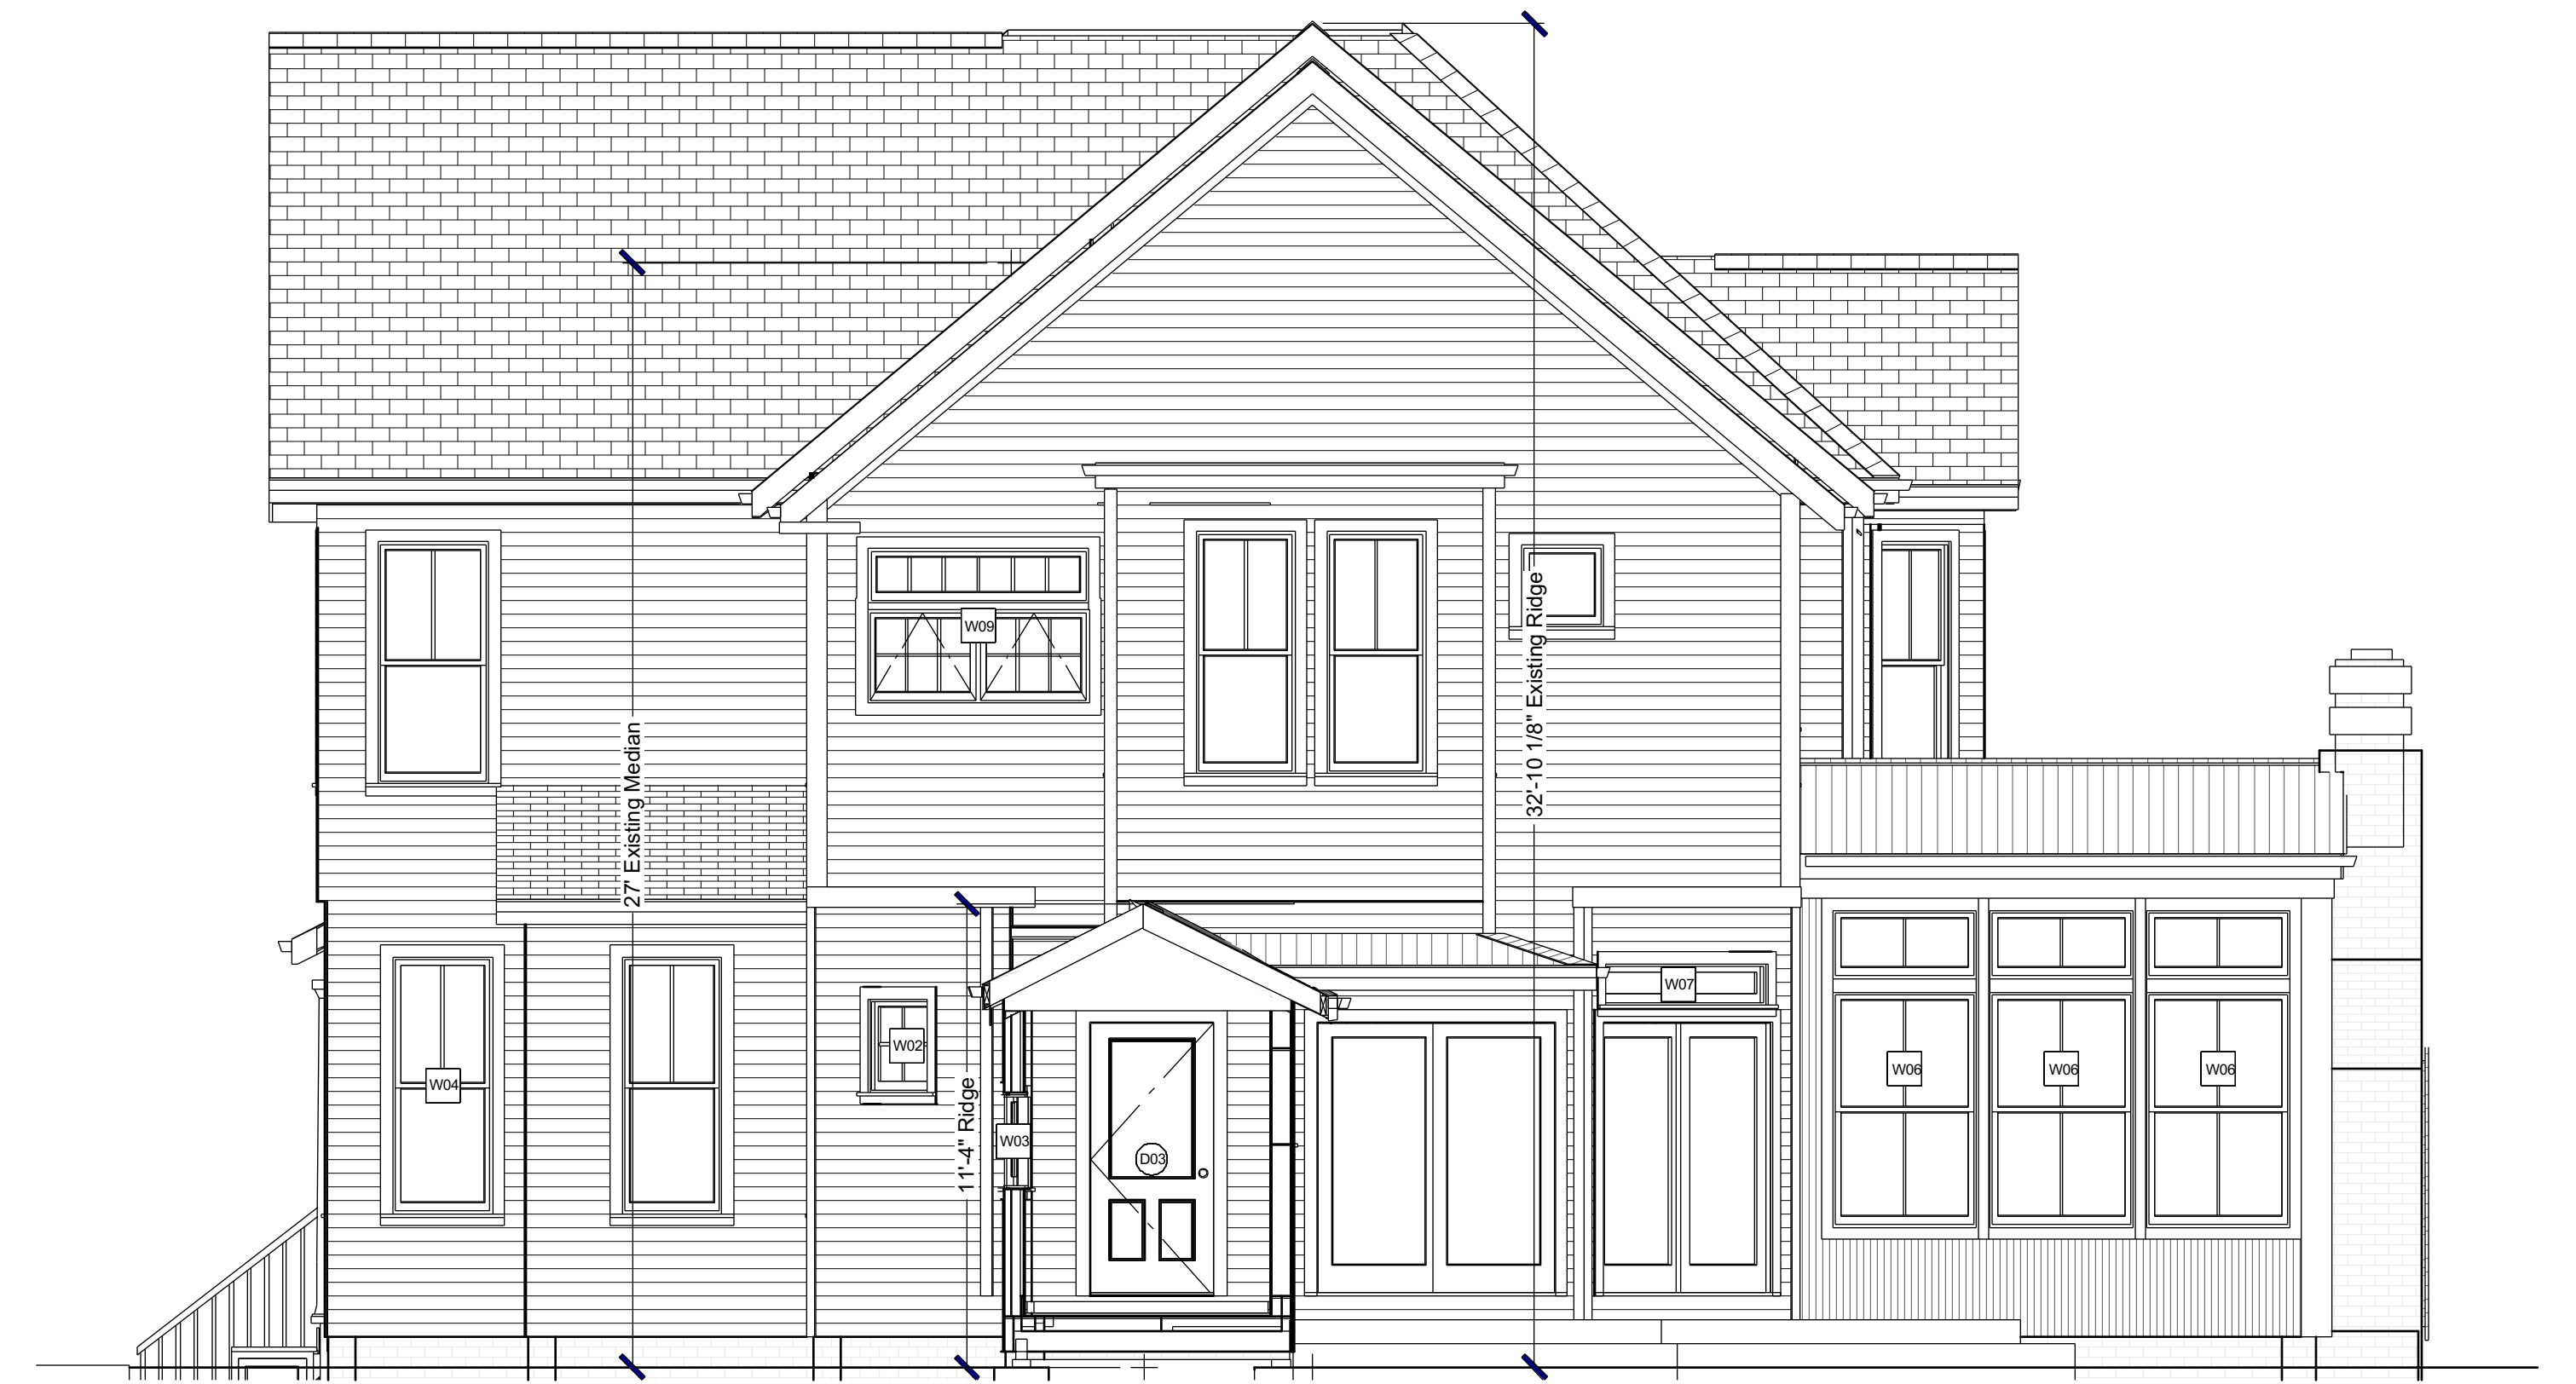 W09
32'-10 1/8" Existing Ridge
27' Existing Median
W07
W02
W04
W06
W06
W06
11'-4" Ridge
W03
D03